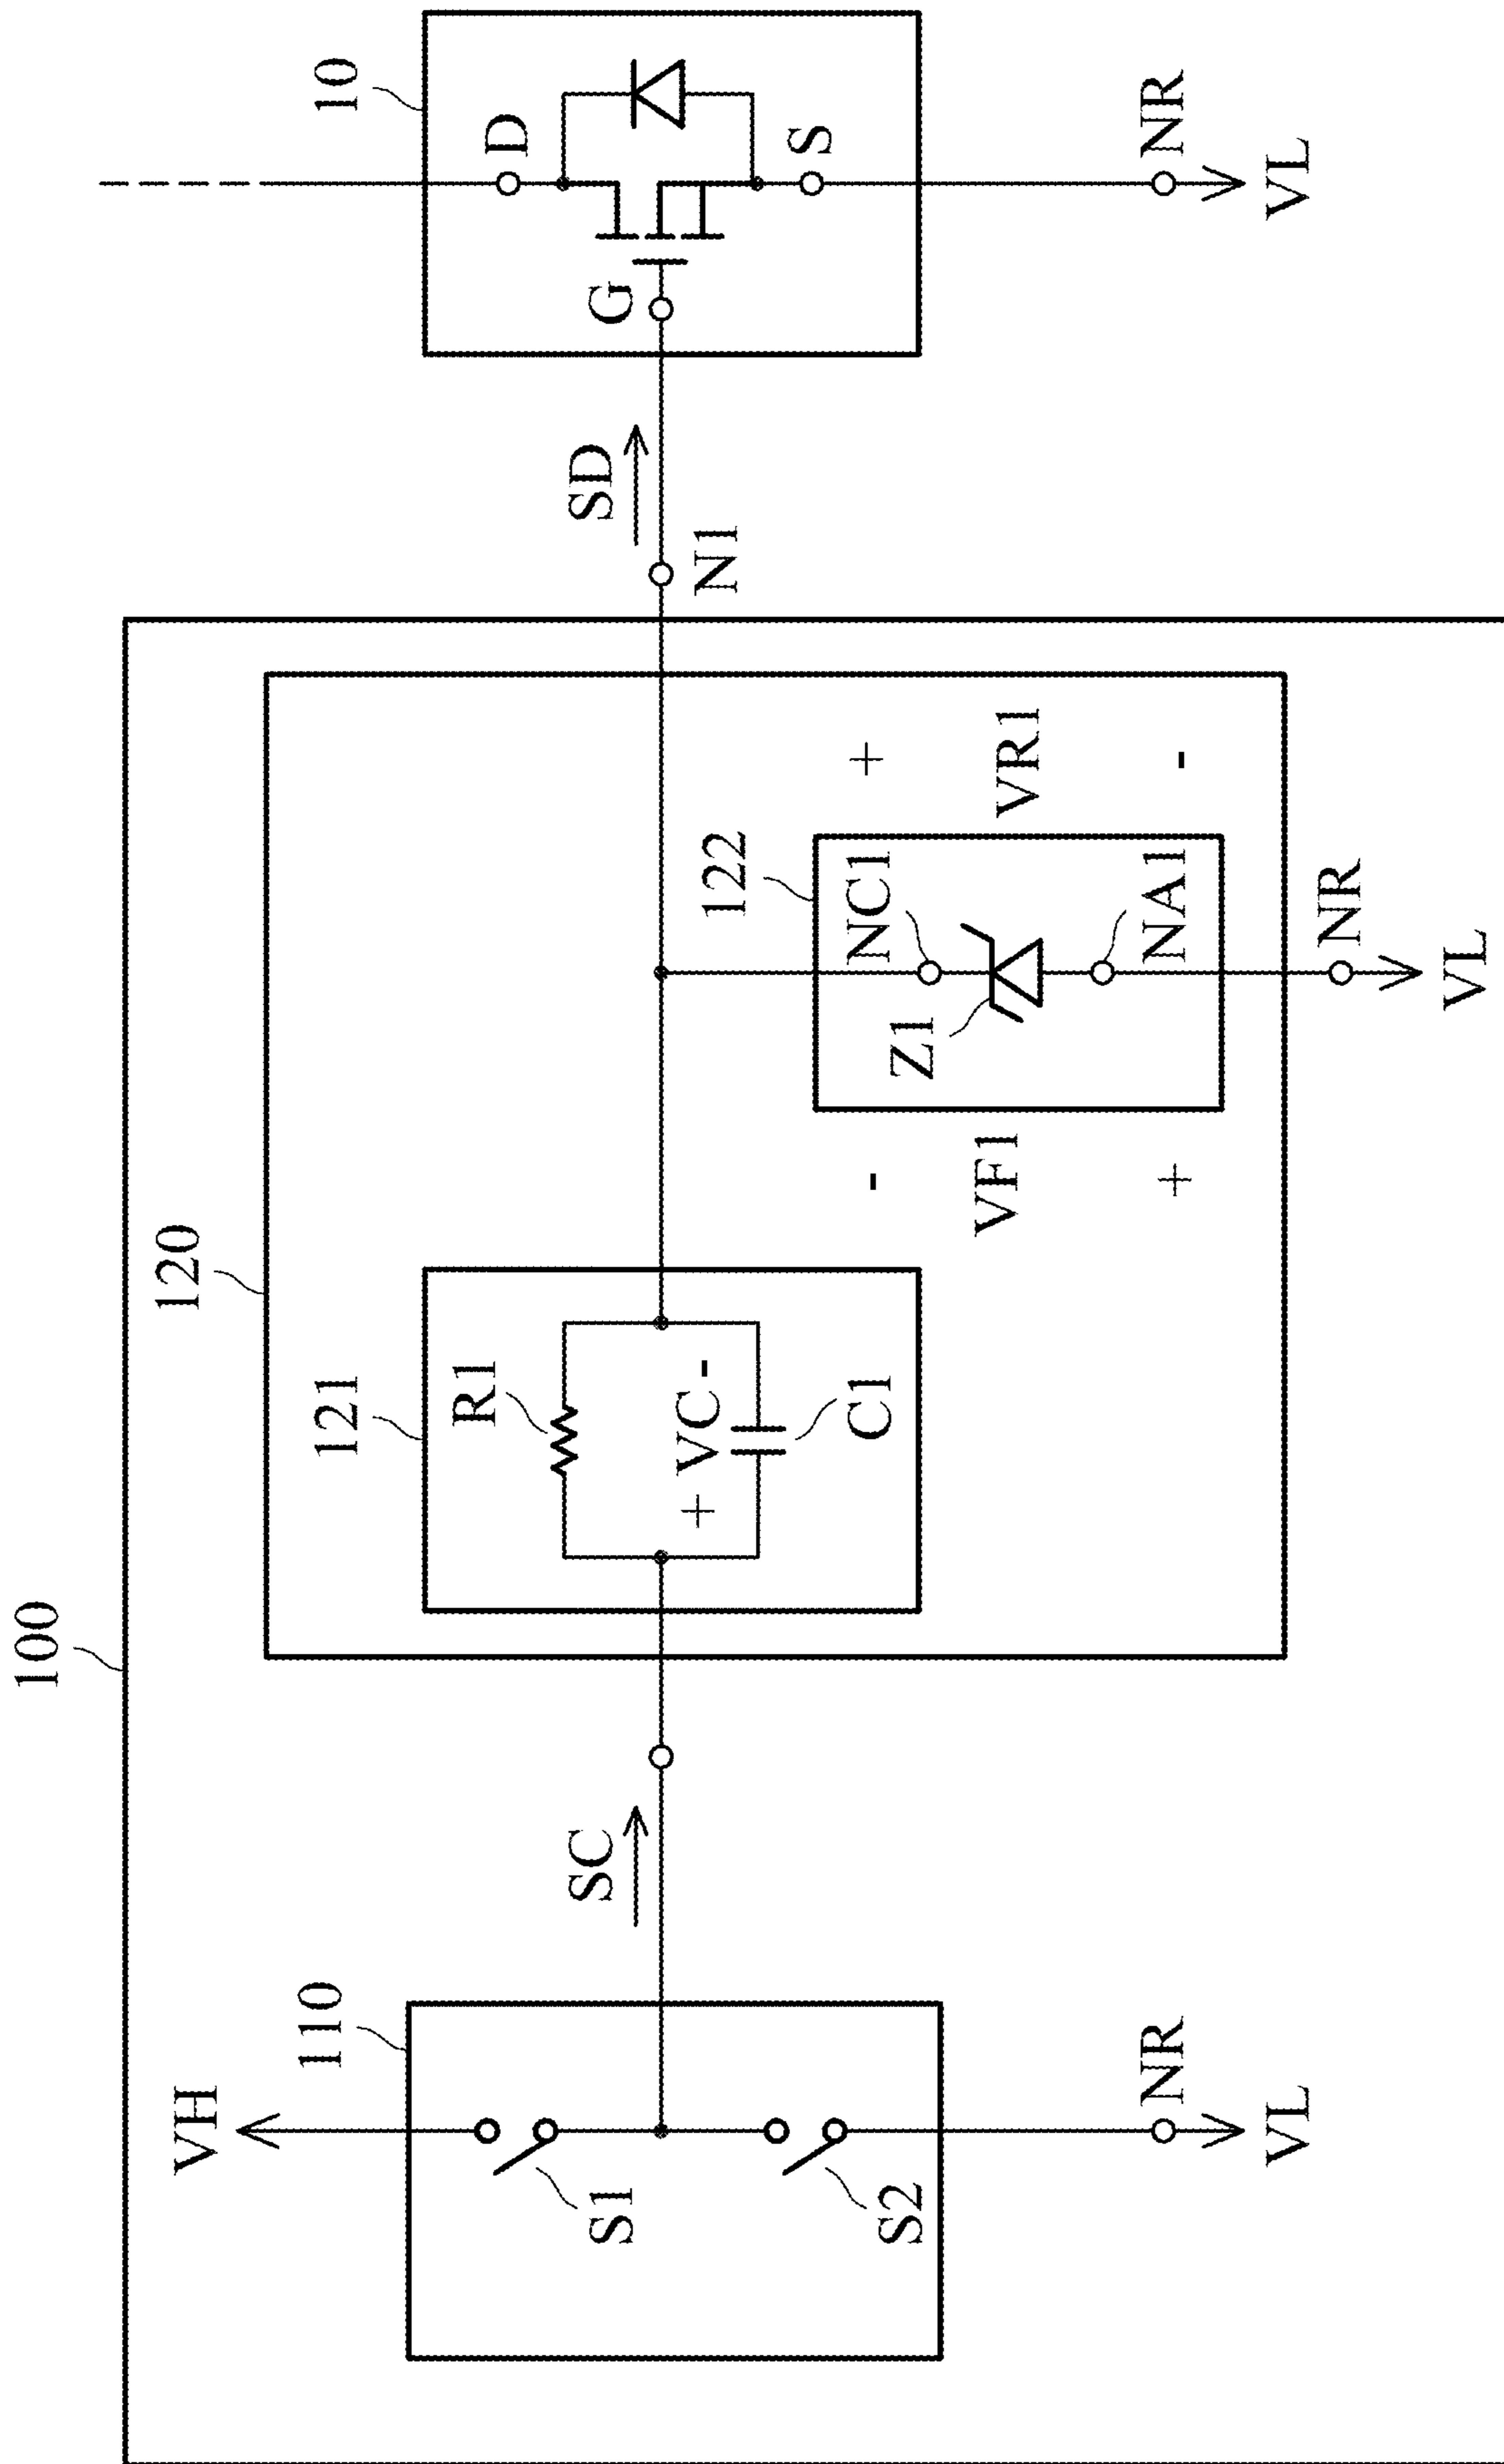 100
120
110
VH
S1
S2
NR
VL
SC
121
R1
+ VC -
C1
122
NC1
Z1
NA1
-
VF1
+
+
VR1
-
NR
VL
N1
SD
10
D
G
S
NR
VL